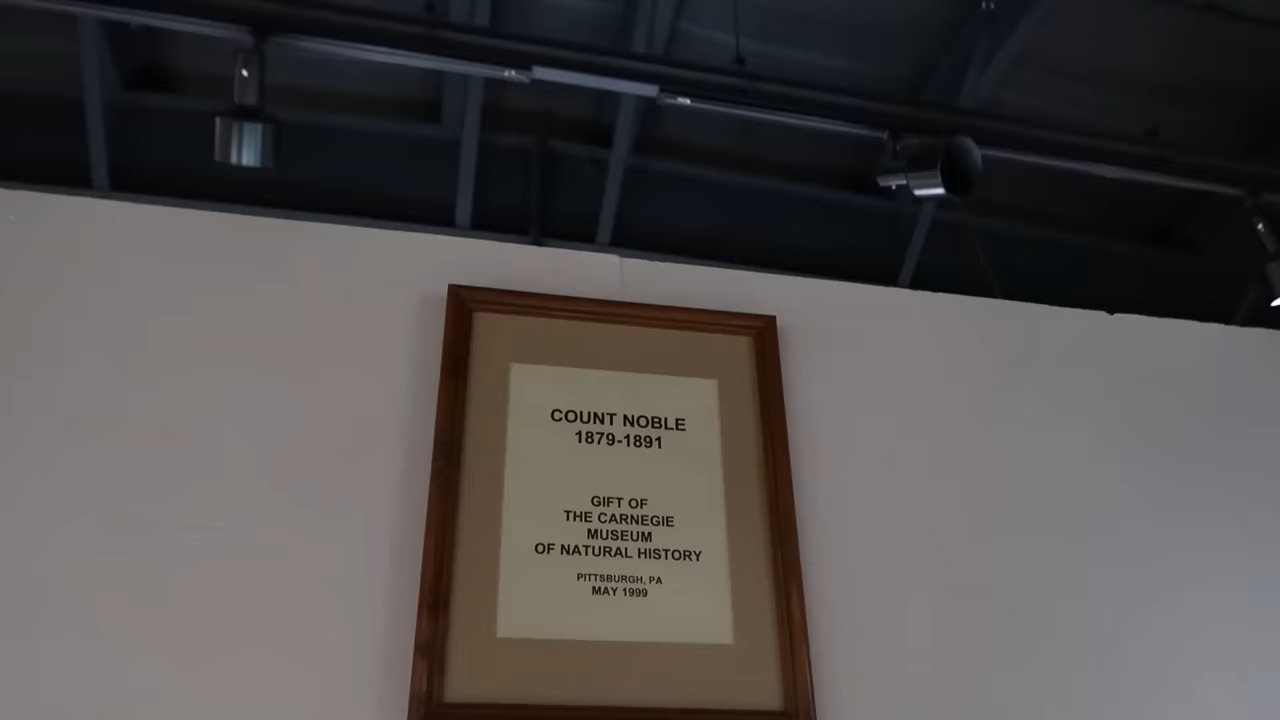 COUNT NOBLE
1879-1891
GIFT OF
THE CARNEGIE
MUSEUM
OF NATURAL HISTORY
PITTSBURGH, PA
MAY 1999